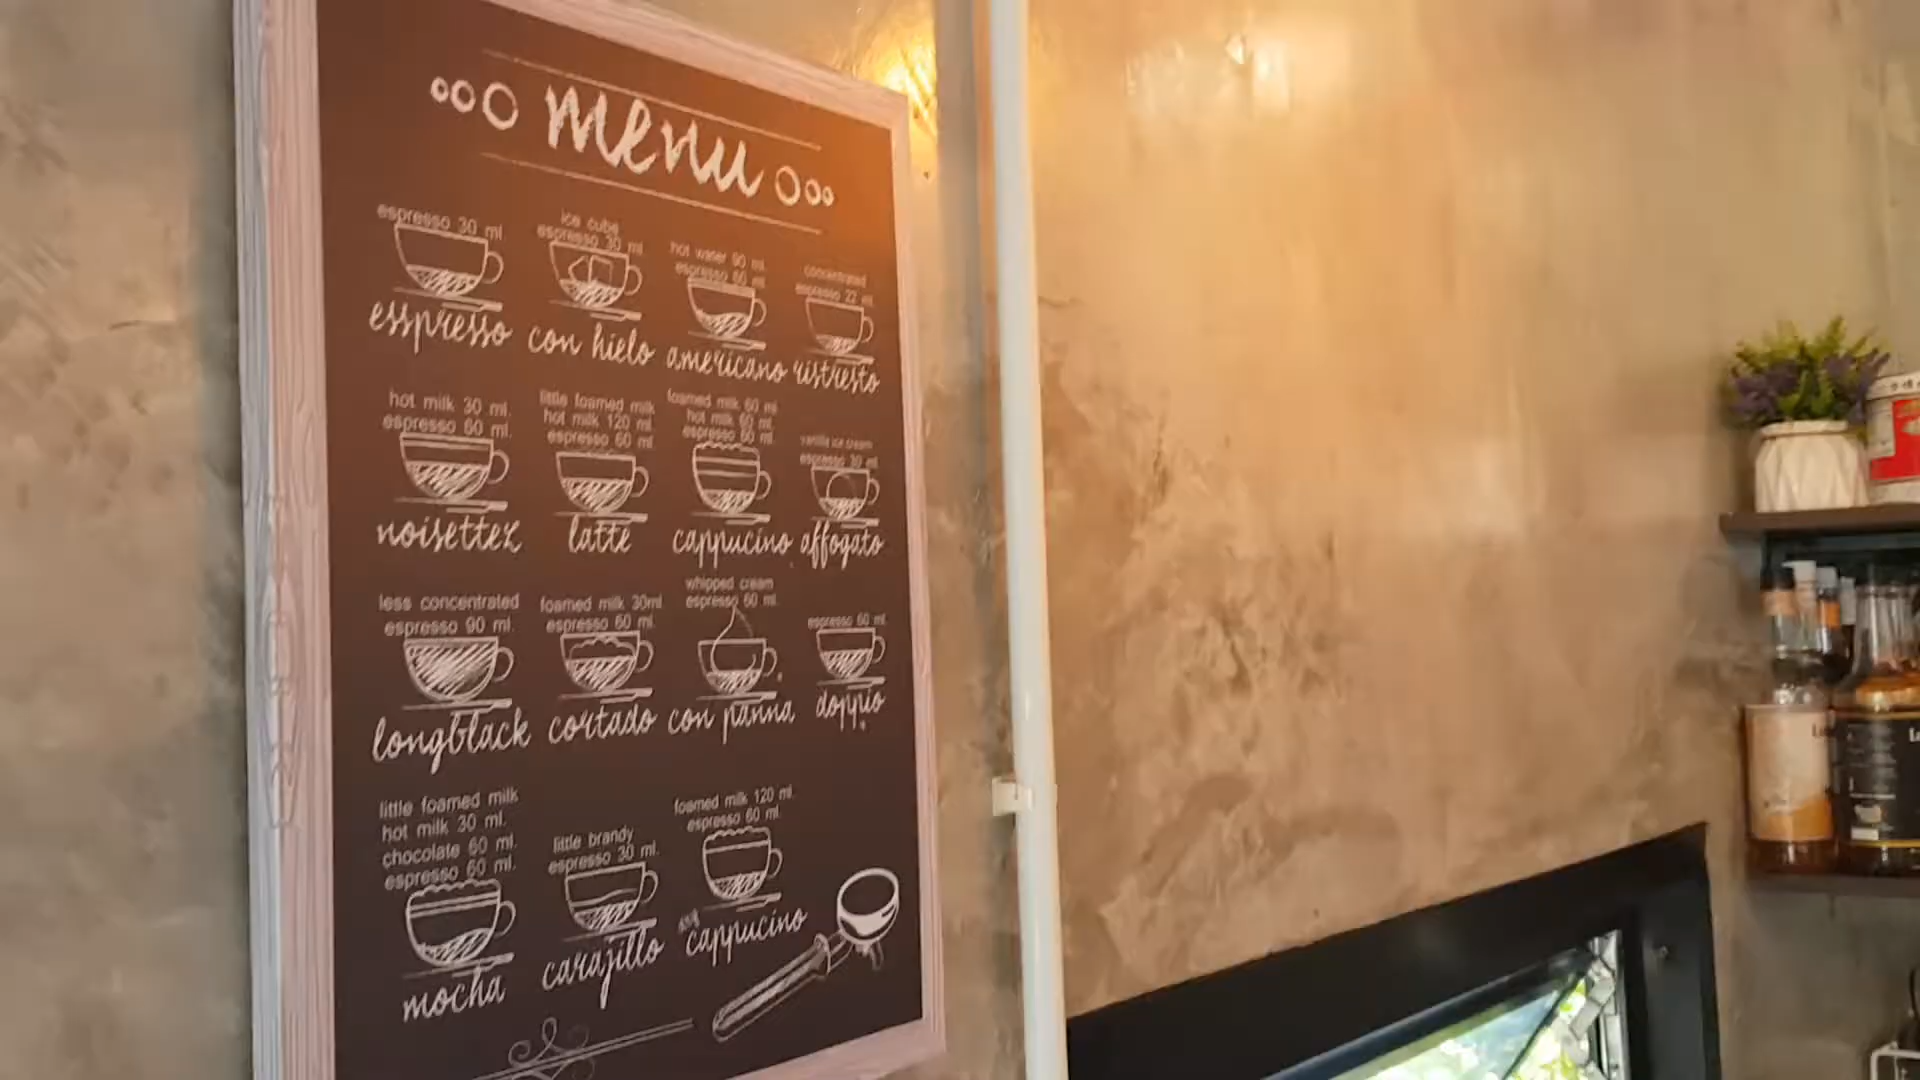 menu
espresso 30 ml.
esspresso
ice cube
espresso 30 ml.
con hielo
hot water 90 ml.
espresso 60 ml.
americano
concentrated
espresso 22 ml.
ristresto
hot milk 30 ml.
espresso 60 ml.
noisettez
little foamed milk
hot milk 120 ml.
espresso 60 ml.
latte
foamed milk 60 ml.
hot milk 60 ml.
espresso 60 ml.
cappucino
vanilla ice cream
espresso 30 ml.
affogato
less concentrated
espresso 90 ml.
longblack
foamed milk 30ml.
espresso 60 ml.
cortado
whipped cream
espresso 60 ml.
con panna
espresso 60 ml.
doppio
little foamed milk
hot milk 30 ml.
chocolate 60 ml.
espresso 60 ml.
mocha
little brandy
espresso 30 ml.
carajillo
foamed milk 120 ml.
espresso 60 ml.
cappucino